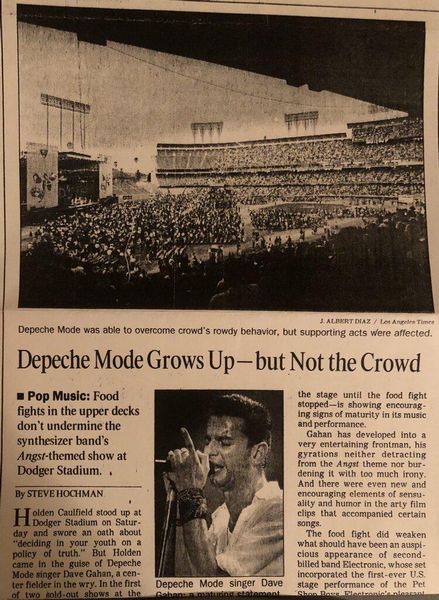 J. ALBERT DIAZ / Los Angeles Times
Depeche Mode was able to overcome crowd's rowdy behavior, but supporting acts were affected.
Depeche Mode Grows Up—but Not the Crowd
■ Pop Music: Food
fights in the upper decks
don't undermine the
synthesizer band's
Angst-themed show at
Dodger Stadium.
By STEVE HOCHMAN
Holden Caulfield stood up at
Dodger Stadium on Satur-
day and swore an oath about
"deciding in your youth on a
policy of truth." But Holden
came in the guise of Depeche
Mode singer Dave Gahan, a cen-
ter fielder in the wry. In the first
of two sold-out shows at the
Depeche Mode singer Dave
Gahan: a maturing statement.
the stage until the food fight
stopped—is showing encourag-
ing signs of maturity in its music
and performance.
Gahan has developed into a
very entertaining frontman, his
gyrations neither detracting
from the Angst theme nor bur-
dening it with too much irony.
And there were even new and
encouraging elements of sensu-
ality and humor in the arty film
clips that accompanied certain
songs.
The food fight did weaken
what should have been an aus-
picious appearance of second-
billed band Electronic, whose set
incorporated the first-ever U.S.
stage performance of the Pet
Shop Boys. Electronic's pleasant